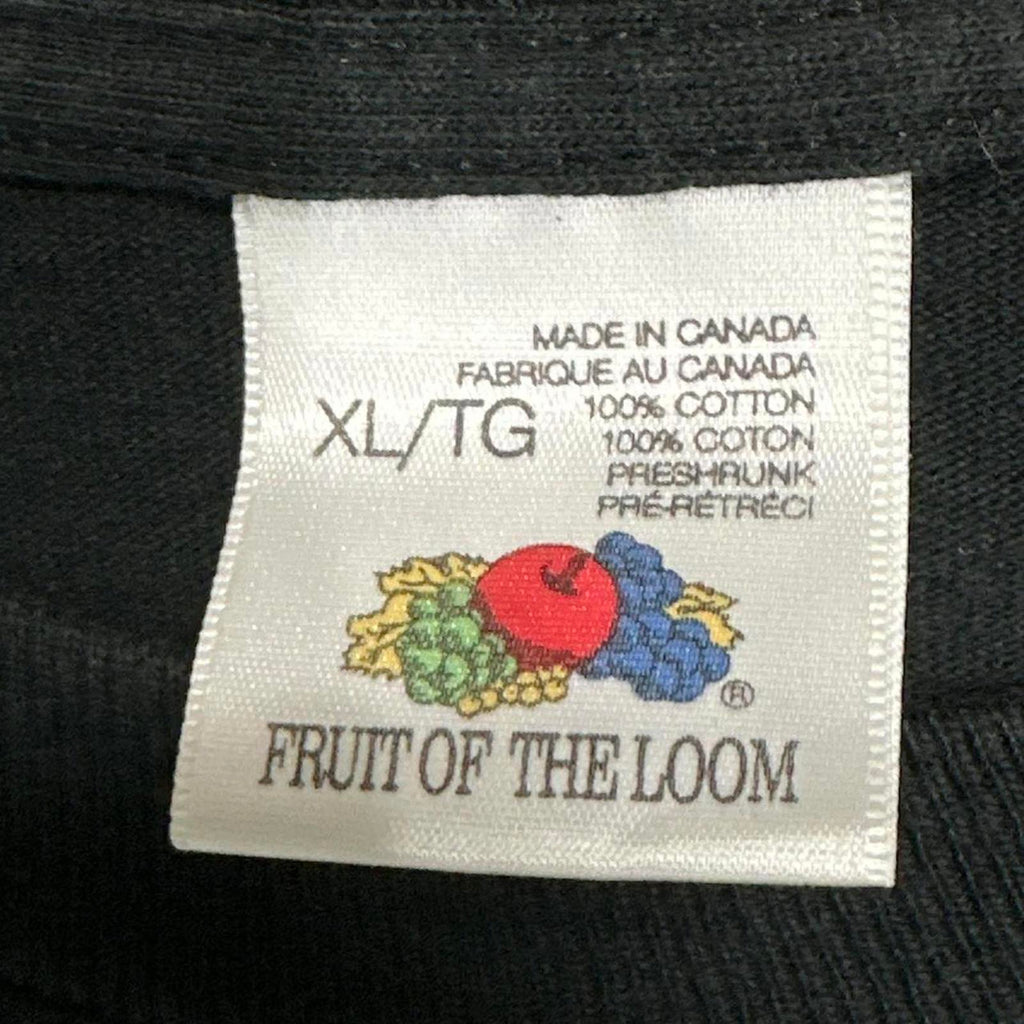 MADE IN CANADA
FABRIQUE AU CANADA
XL/TG
100% COTTON
100% COTON
PRESHRUNK
PRÉ-RÉTRÉCI
®
FRUIT OF THE LOOM